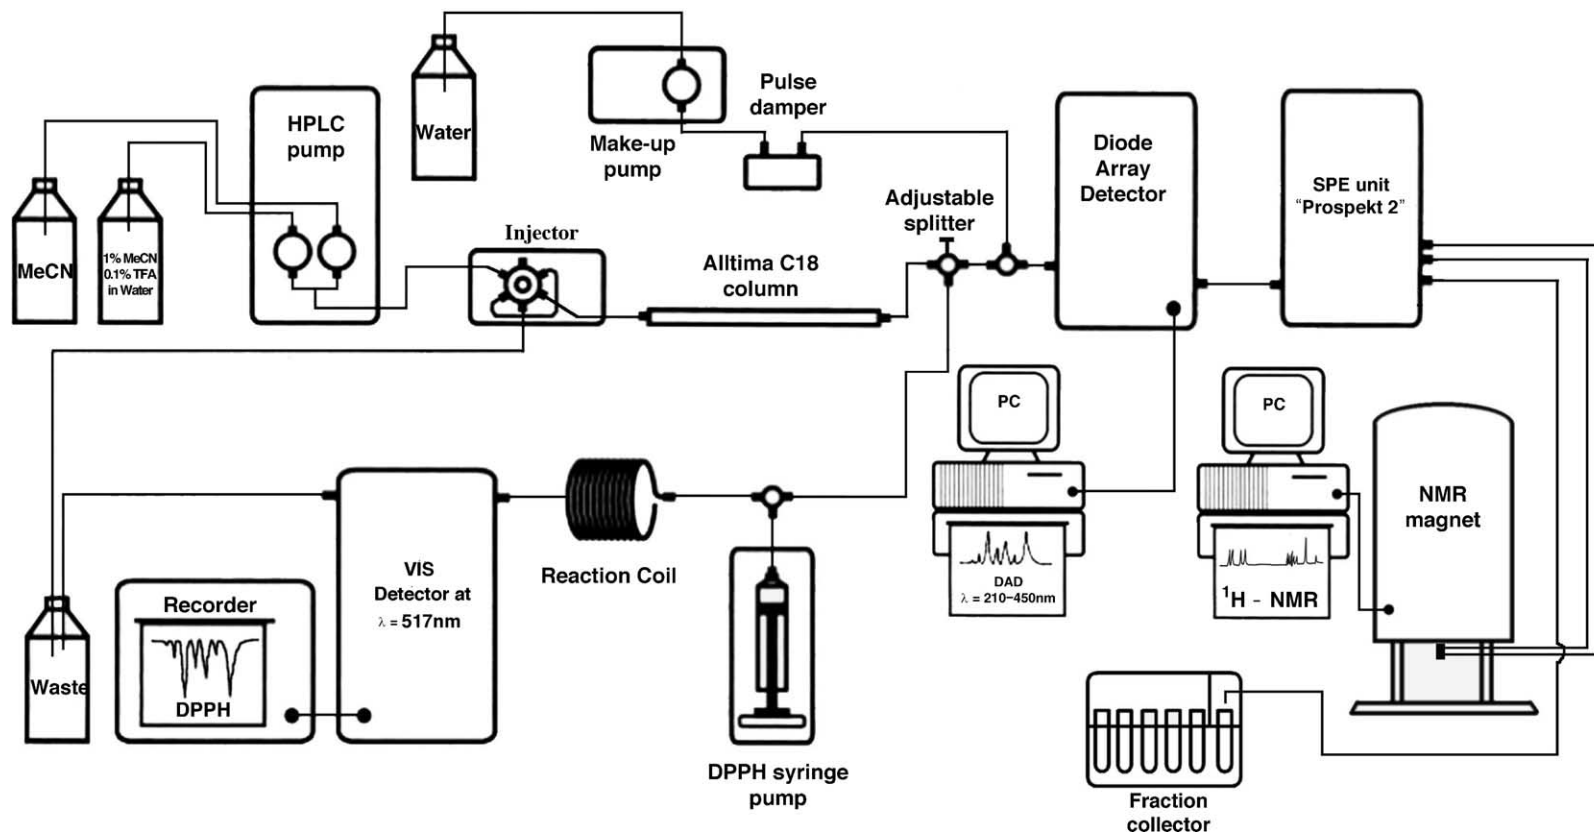 Water
HPLC
pump
Make-up
pump
Pulse
damper
MeCN
1% MeCN
0.1% TFA
in Water
Injector
Alltima C18
column
Adjustable
splitter
Diode
Array
Detector
SPE unit
“Prospekt 2”
PC
DAD
λ = 210–450nm
PC
¹H - NMR
NMR
magnet
Waste
Recorder
DPPH
VIS
Detector at
λ = 517nm
Reaction Coil
DPPH syringe
pump
Fraction
collector